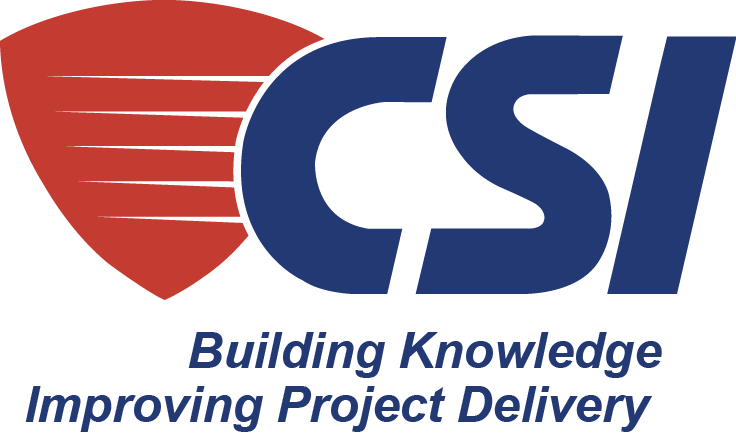 CSI
Building Knowledge
Improving Project Delivery